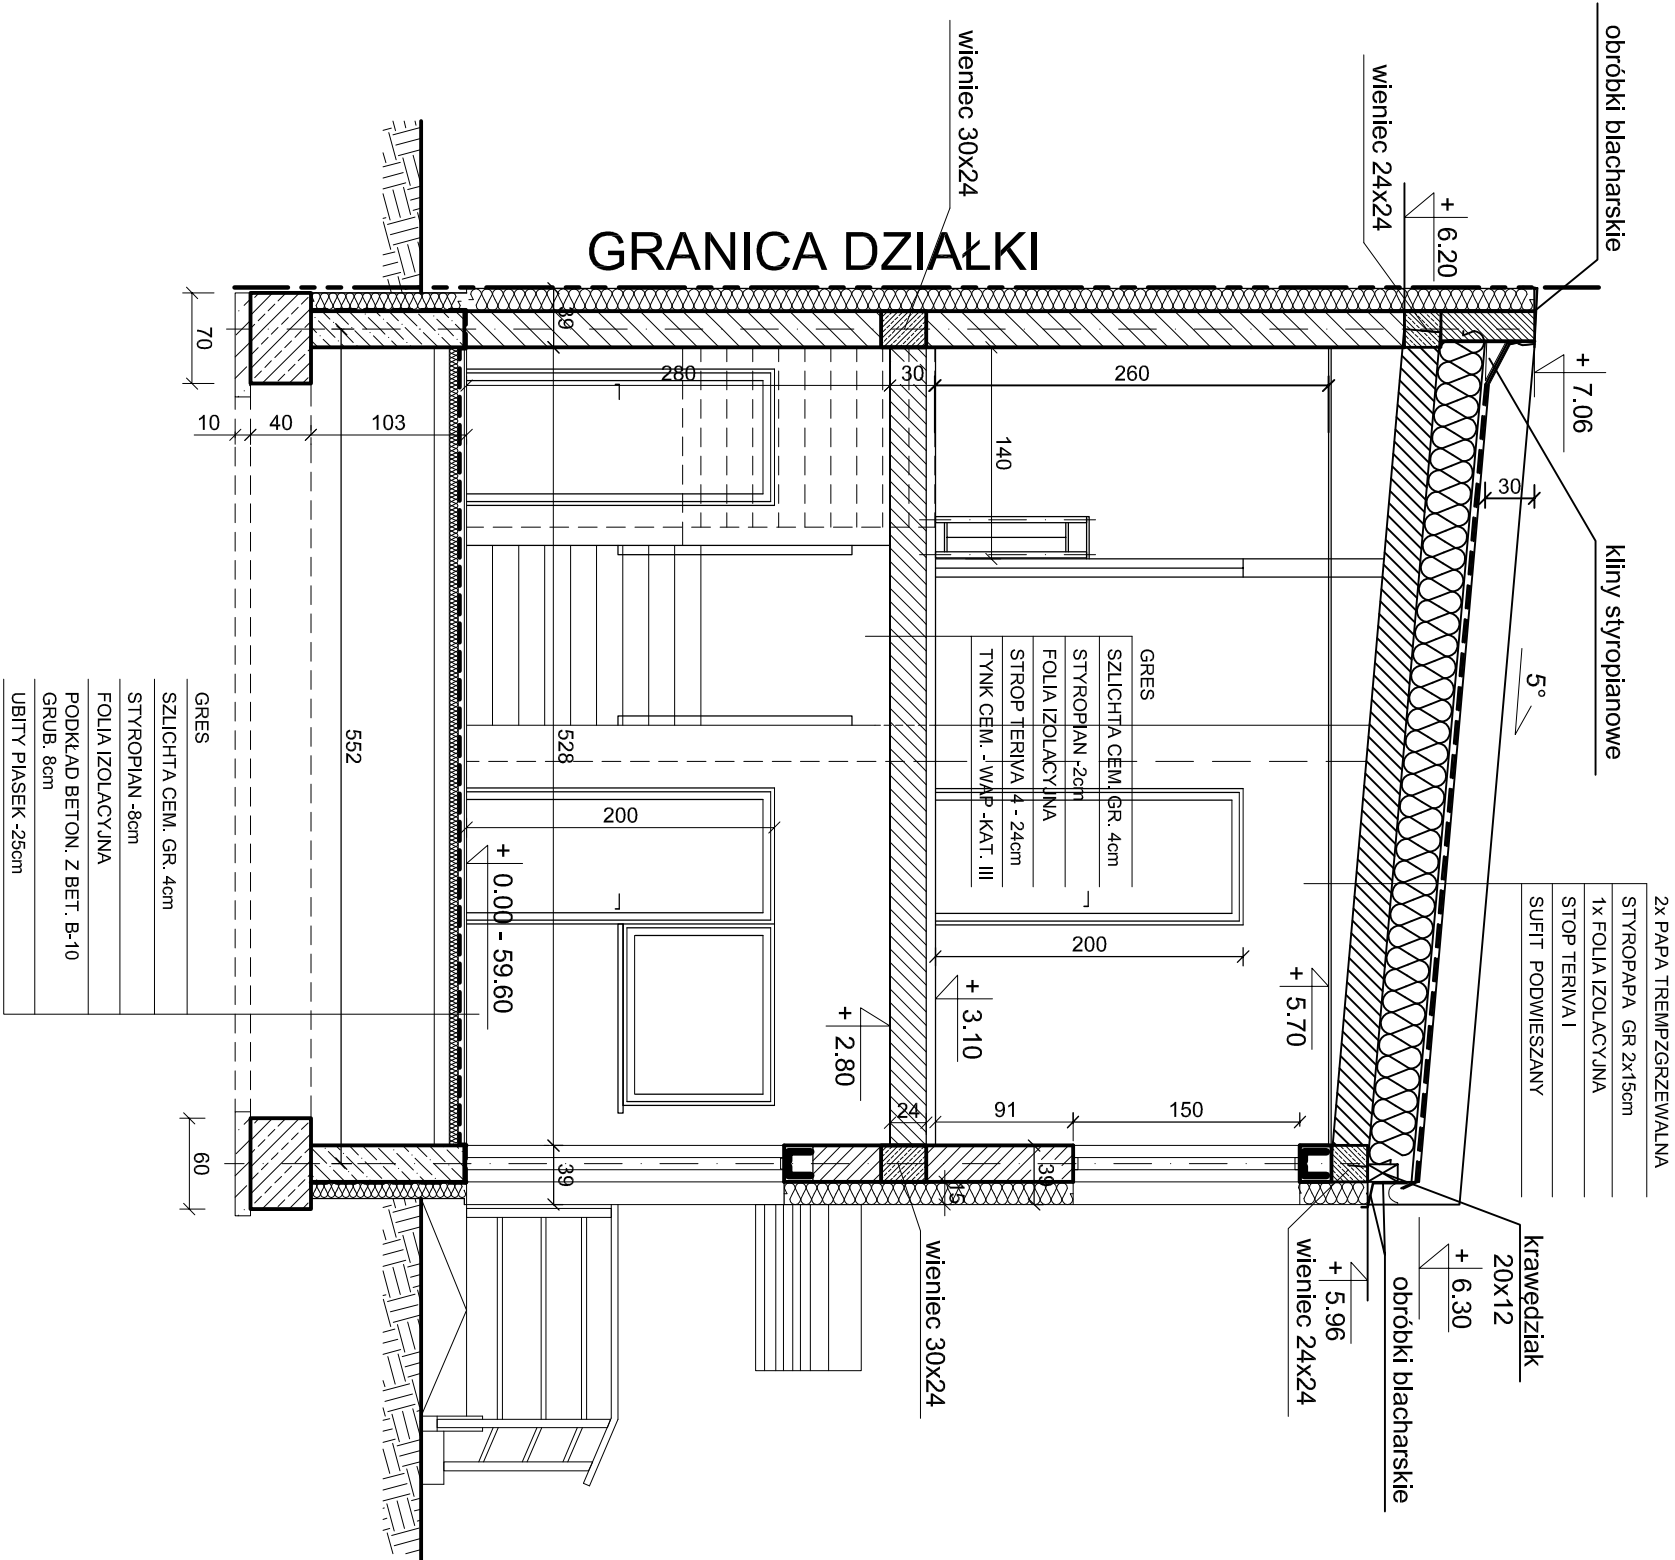 obróbki blacharskie
wieniec 24x24
+ 6.20
wieniec 30x24
GRANICA DZIAŁKI
+ 7.06
30
kliny styropianowe
5°
2x PAPA TREMPZGRZEWALNA
STYROPAPA GR 2x15cm
1x FOLIA IZOLACYJNA
STOP TERIVA I
SUFIT PODWIESZANY
krawędziak
20x12
+ 6.30
obróbki blacharskie
+ 5.96
wieniec 24x24
wieniec 30x24
39
280
30
260
140
GRES
SZLICHTA CEM. GR. 4cm
STYROPIAN -2cm
FOLIA IZOLACYJNA
STROP TERIVA 4 - 24cm
TYNK CEM. - WAP -KAT. III
528
200
200
+ 0.00 - 59.60
+ 2.80
+ 3.10
+ 5.70
24
91
150
39
39
15
70
10
40
103
552
60
GRES
SZLICHTA CEM. GR. 4cm
STYROPIAN -8cm
FOLIA IZOLACYJNA
PODKŁAD BETON. Z BET. B-10
GRUB. 8cm
UBITY PIASEK -25cm